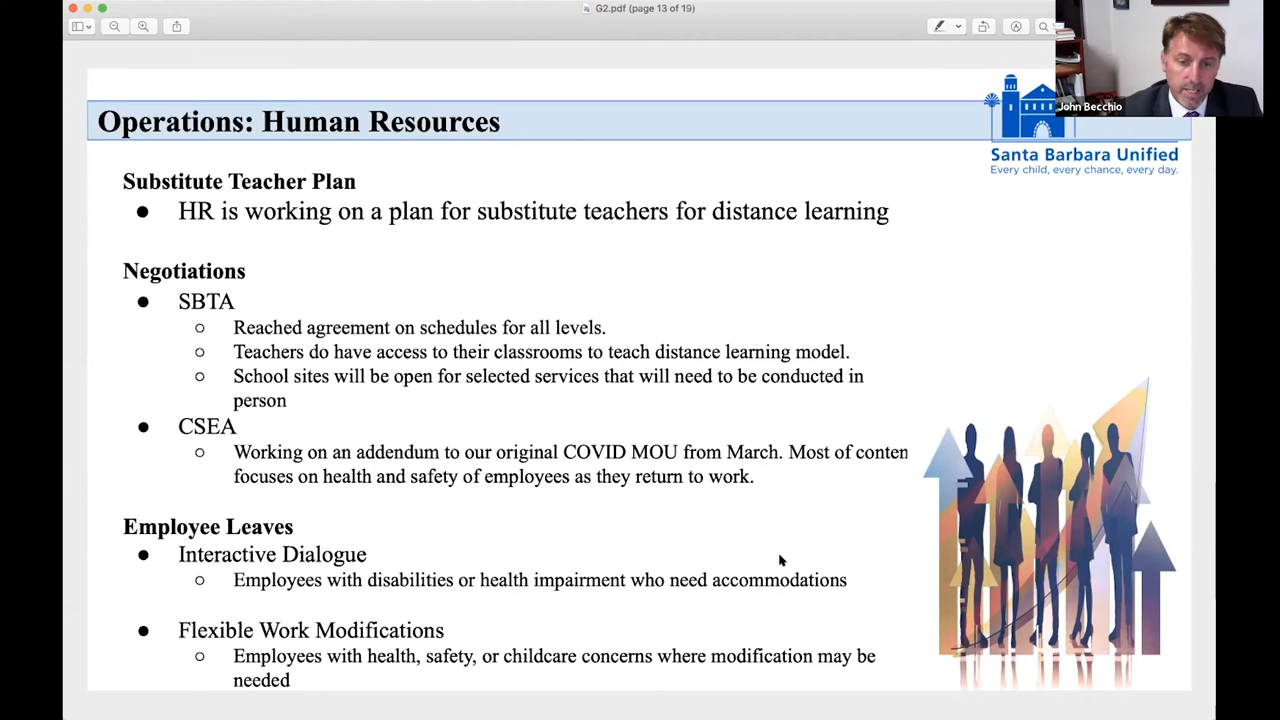 G2.pdf (page 13 of 19)
John Becchio
Operations: Human Resources
Santa Barbara Unified
Every child, every chance, every day.
Substitute Teacher Plan
● HR is working on a plan for substitute teachers for distance learning
Negotiations
● SBTA
○ Reached agreement on schedules for all levels.
○ Teachers do have access to their classrooms to teach distance learning model.
○ School sites will be open for selected services that will need to be conducted in
person
● CSEA
○ Working on an addendum to our original COVID MOU from March. Most of conten
focuses on health and safety of employees as they return to work.
Employee Leaves
● Interactive Dialogue
○ Employees with disabilities or health impairment who need accommodations
● Flexible Work Modifications
○ Employees with health, safety, or childcare concerns where modification may be
needed